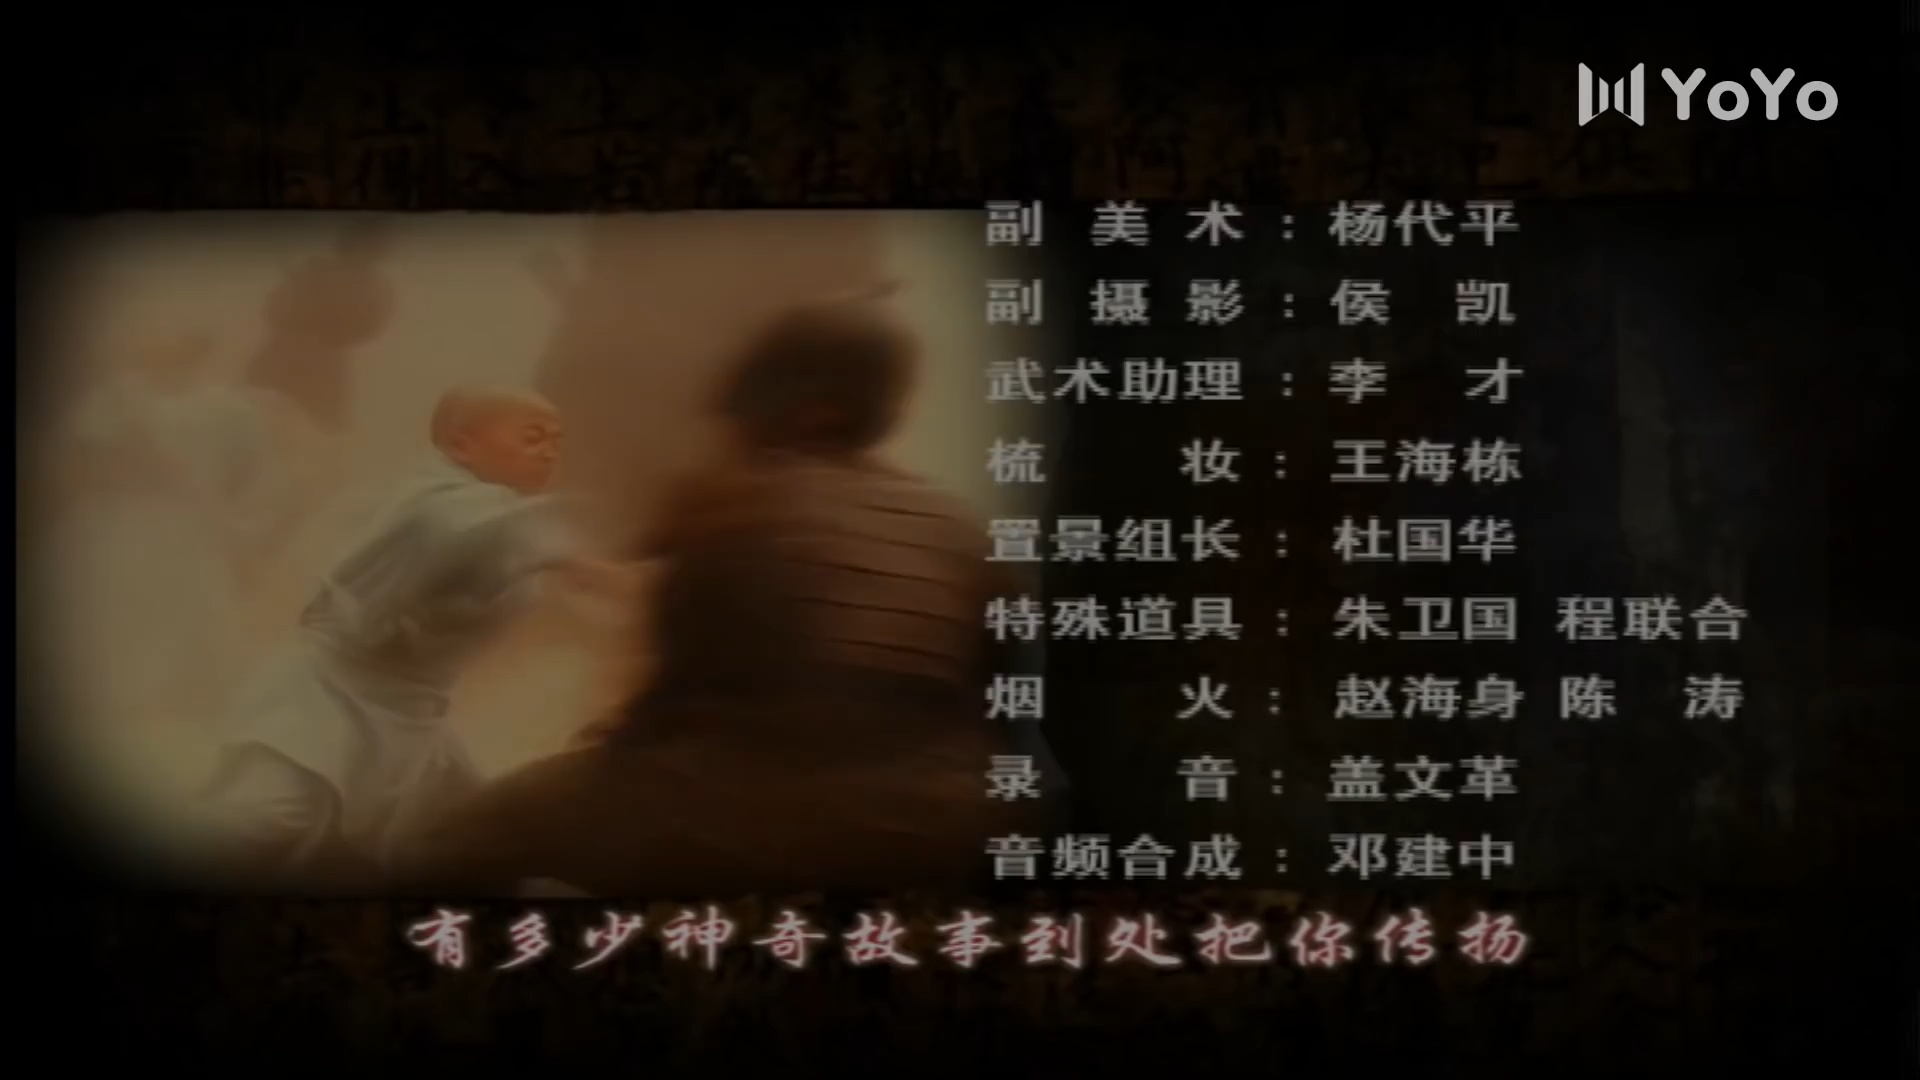 YoYo
副美术：杨代平
副摄影：侯凯
武术助理：李才
梳妆：王海栋
置景组长：杜国华
特殊道具：朱卫国 程联合
烟火：赵海身 陈涛
录音：盖文革
音频合成：邓建中
有多少神奇故事到处把你传扬